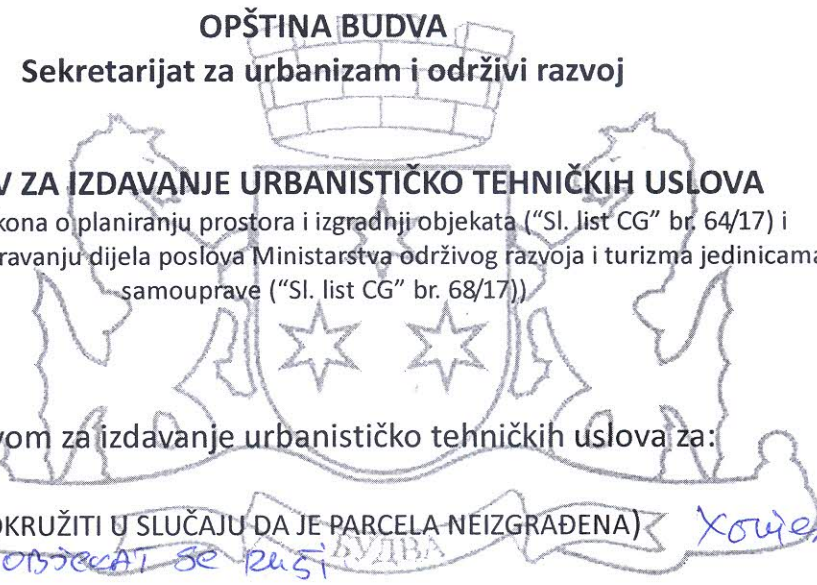 OPŠTINA BUDVA
Sekretarijat za urbanizam i održivi razvoj
V ZA IZDAVANJE URBANISTIČKO TEHNIČKIH USLOVA
kona o planiranju prostora i izgradnji objekata (“Sl. list CG” br. 64/17) i
ravanju dijela poslova Ministarstva održivog razvoja i turizma jedinicama
samouprave (“Sl. list CG” br. 68/17))
vom za izdavanje urbanističko tehničkih uslova za:
OKRUŽITI U SLUČAJU DA JE PARCELA NEIZGRAĐENA)
OBJEKAT SE RUŠI
БУДВА